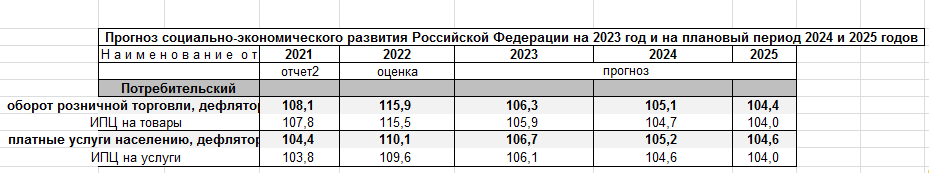 Прогноз социально-экономического развития Российской Федерации на 2023 год и на плановый период 2024 и 2025 годов
Наименование от 2021 2022 2023 2024 2025
отчет2 оценка прогноз
Потребительский
оборот розничной торговли, дефлятор 108,1 115,9 106,3 105,1 104,4
ИПЦ на товары 107,8 115,5 105,9 104,7 104,0
платные услуги населению, дефлятор 104,4 110,1 106,7 105,2 104,6
ИПЦ на услуги 103,8 109,6 106,1 104,6 104,0